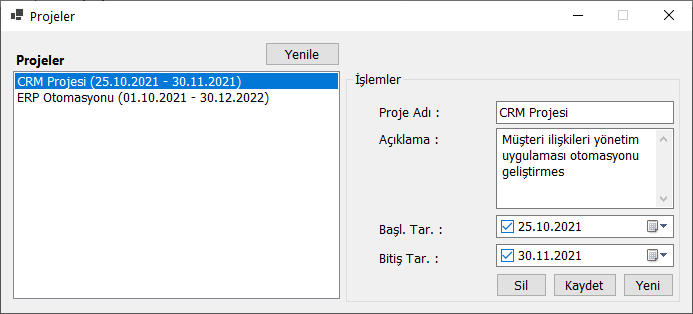 Projeler
Projeler
Yenile
CRM Projesi (25.10.2021 - 30.11.2021)
ERP Otomasyonu (01.10.2021 - 30.12.2022)
İşlemler
Proje Adı : CRM Projesi
Açıklama : Müşteri ilişkileri yönetim
uygulaması otomasyonu
geliştirmes
Başl. Tar. : 25.10.2021
Bitiş Tar. : 30.11.2021
Sil Kaydet Yeni